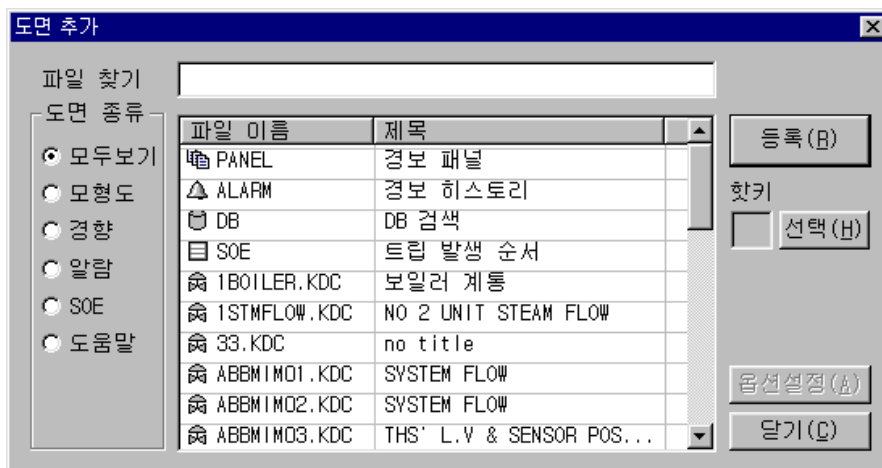 도면 추가
파일 찾기
도면 종류
모두보기
모형도
경향
알람
SOE
도움말
파일 이름 제목
PANEL 경보 패널
ALARM 경보 히스토리
DB DB 검색
SOE 트립 발생 순서
1BOILER.KDC 보일러 계통
1STMFLOW.KDC NO 2 UNIT STEAM FLOW
33.KDC no title
ABBMIMO1.KDC SYSTEM FLOW
ABBMIMO2.KDC SYSTEM FLOW
ABBMIMO3.KDC THS' L.V & SENSOR POS...
등록(R)
핫키
선택(H)
옵션설정(A)
닫기(C)